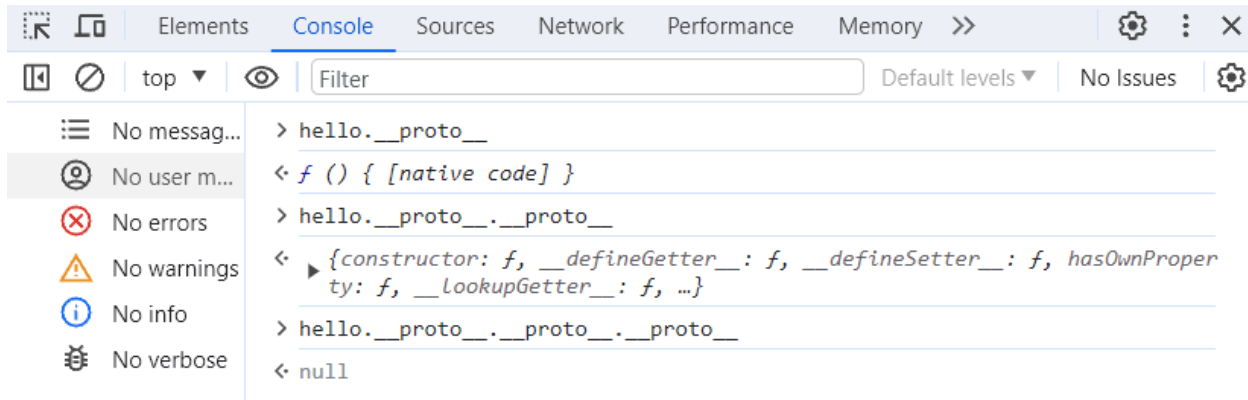 Elements Console Sources Network Performance Memory
top ▼ Filter Default levels ▼ No Issues
No messag...
No user m...
No errors
No warnings
No info
No verbose
> hello.__proto__
ƒ () { [native code] }
> hello.__proto__.__proto__
{constructor: ƒ, __defineGetter__: ƒ, __defineSetter__: ƒ, hasOwnProper
ty: ƒ, __lookupGetter__: ƒ, …}
> hello.__proto__.__proto__.__proto__
null